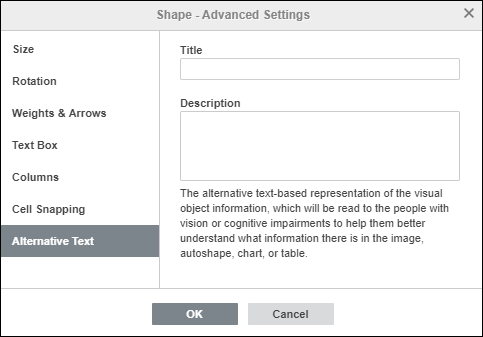 Shape - Advanced Settings
Size
Rotation
Weights & Arrows
Text Box
Columns
Cell Snapping
Alternative Text
Title
Description
The alternative text-based representation of the visual
object information, which will be read to the people with
vision or cognitive impairments to help them better
understand what information there is in the image,
autoshape, chart, or table.
OK
Cancel